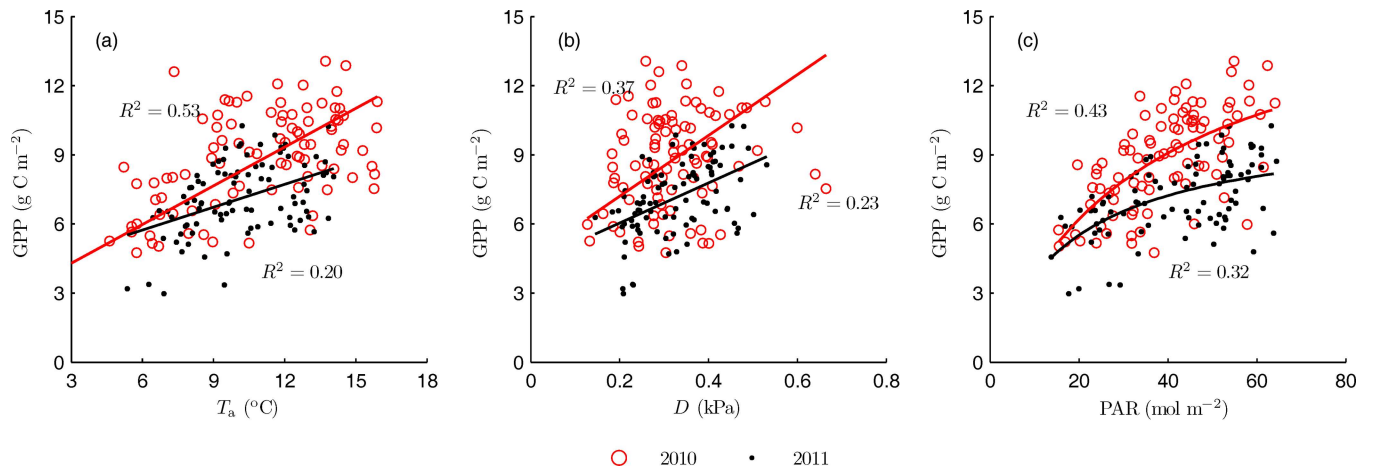 (a)
R² = 0.53
R² = 0.20
GPP (g C m⁻²)
0
3
6
9
12
15
3
6
9
12
15
18
Tₐ (°C)
(b)
R² = 0.37
R² = 0.23
GPP (g C m⁻²)
0
3
6
9
12
15
0
0.2
0.4
0.6
0.8
D (kPa)
(c)
R² = 0.43
R² = 0.32
GPP (g C m⁻²)
0
3
6
9
12
15
0
20
40
60
80
PAR (mol m⁻²)
2010
2011